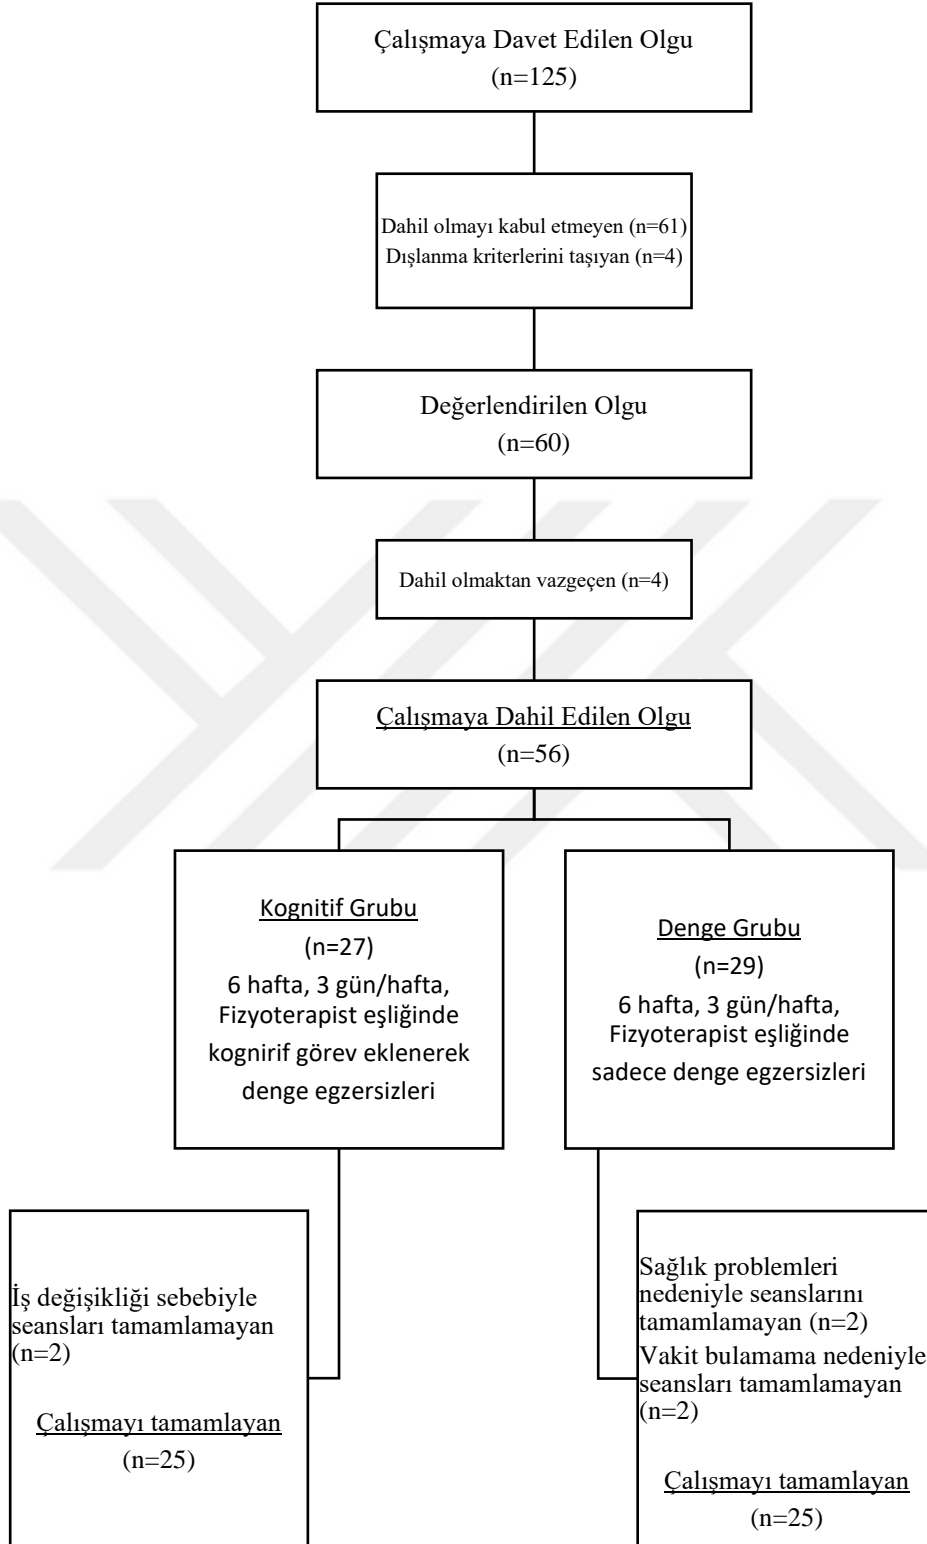 Çalışmaya Davet Edilen Olgu
(n=125)
Dahil olmayı kabul etmeyen (n=61)
Dışlanma kriterlerini taşıyan (n=4)
Değerlendirilen Olgu
(n=60)
Dahil olmaktan vazgeçen (n=4)
Çalışmaya Dahil Edilen Olgu
(n=56)
Kognitif Grubu
(n=27)
6 hafta, 3 gün/hafta,
Fizyoterapist eşliğinde
kognirif görev eklenerek
denge egzersizleri
Denge Grubu
(n=29)
6 hafta, 3 gün/hafta,
Fizyoterapist eşliğinde
sadece denge egzersizleri
İş değişikliği sebebiyle
seansları tamamlamayan
(n=2)
Çalışmayı tamamlayan
(n=25)
Sağlık problemleri
nedeniyle seanslarını
tamamlamayan (n=2)
Vakit bulamama nedeniyle
seansları tamamlamayan
(n=2)
Çalışmayı tamamlayan
(n=25)